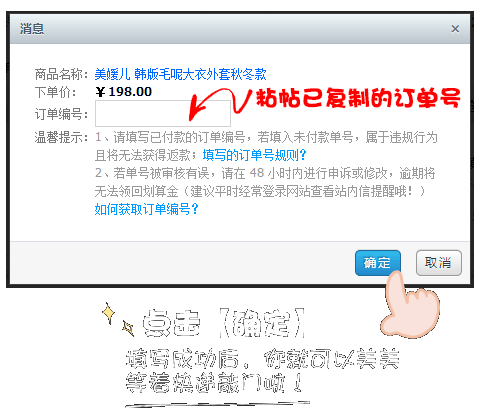 消息
商品名称：美媛儿 韩版毛呢大衣外套秋冬款
下单价：￥198.00
粘帖已复制的订单号
订单编号：
温馨提示：1、请填写已付款的订单编号，若填入未付款单号，属于违规行为
且将无法获得返款；填写的订单号规则？
2、若单号被审核有误，请在 48 小时内进行申诉或修改，逾期将
无法领回划算金（建议平时经常登录网站查看站内信提醒哦！）
如何获取订单编号？
确定 取消
点击【确定】
填写成功后，你就可以美美
等着快递敲门啦！